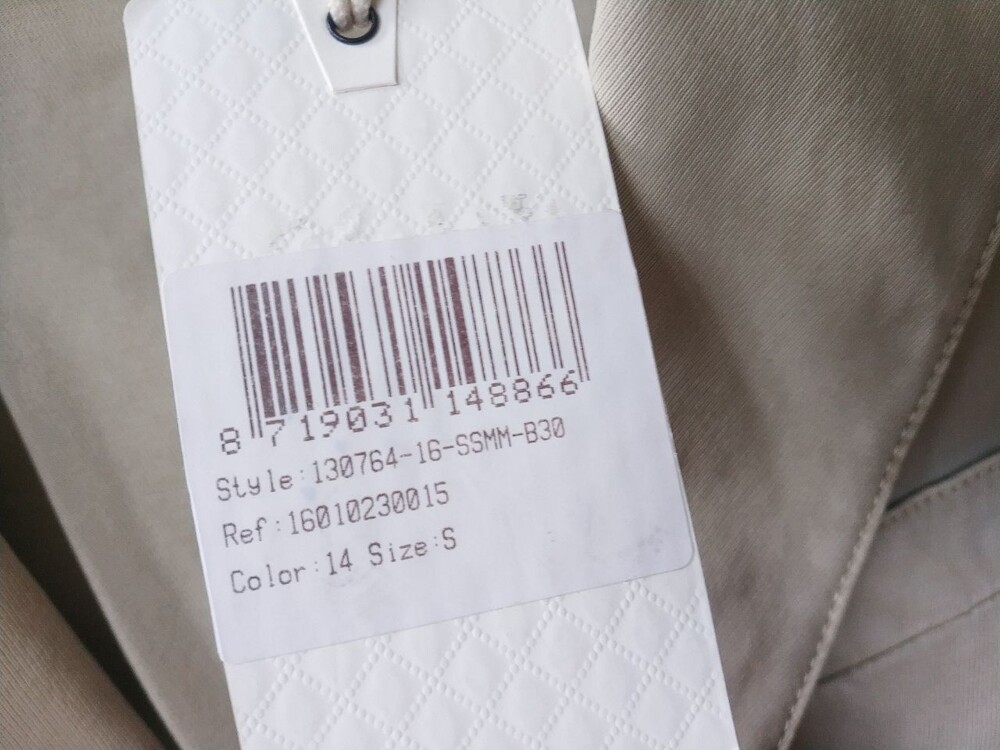 8 719031 148866
Style:130764-16-SSMM-B30
Ref:16010230015
Color:14 Size:S